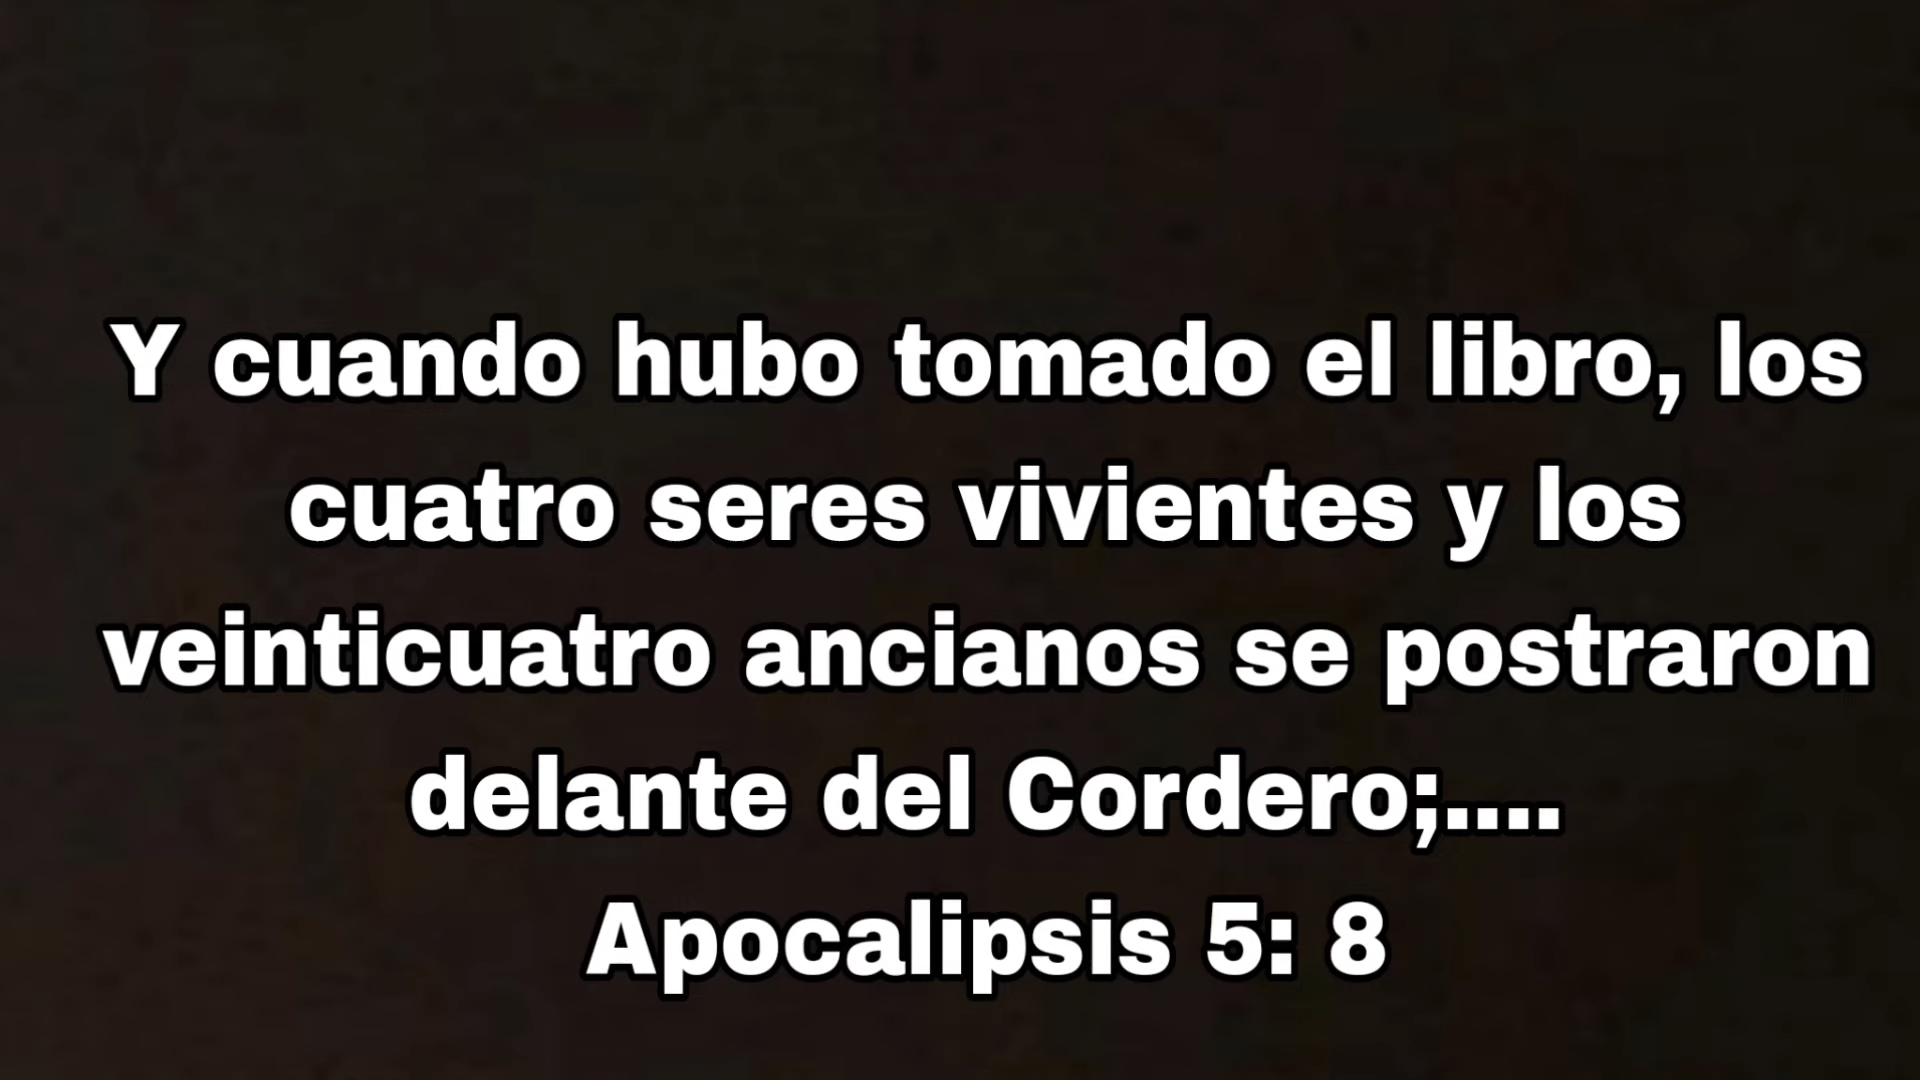 Y cuando hubo tomado el libro, los
cuatro seres vivientes y los
veinticuatro ancianos se postraron
delante del Cordero;....
Apocalipsis 5: 8